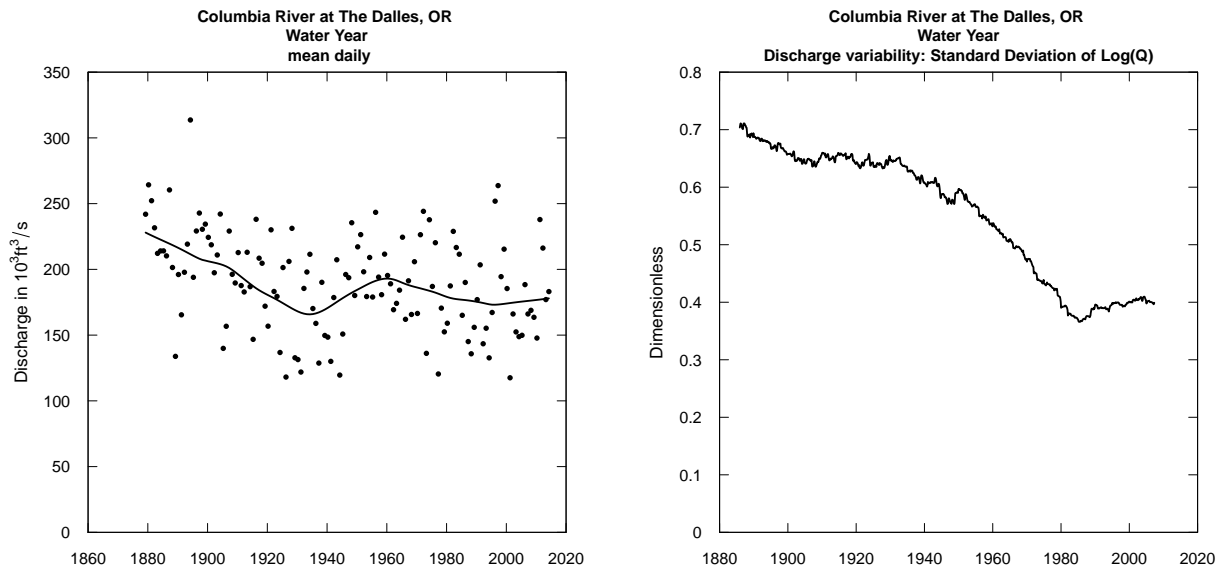 Columbia River at The Dalles, OR
Water Year
mean daily
350
300
250
200
150
100
50
0
Discharge in 10³ft³/s
1860 1880 1900 1920 1940 1960 1980 2000 2020
Columbia River at The Dalles, OR
Water Year
Discharge variability: Standard Deviation of Log(Q)
0.8
0.7
0.6
0.5
0.4
0.3
0.2
0.1
0
Dimensionless
1880 1900 1920 1940 1960 1980 2000 2020